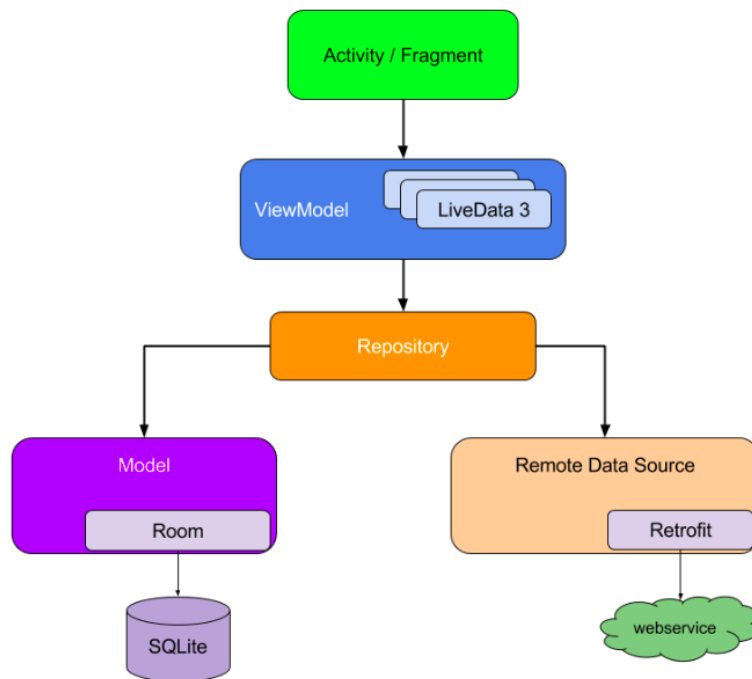 Activity / Fragment
ViewModel
LiveData 3
Repository
Model
Remote Data Source
Room
Retrofit
SQLite
webservice